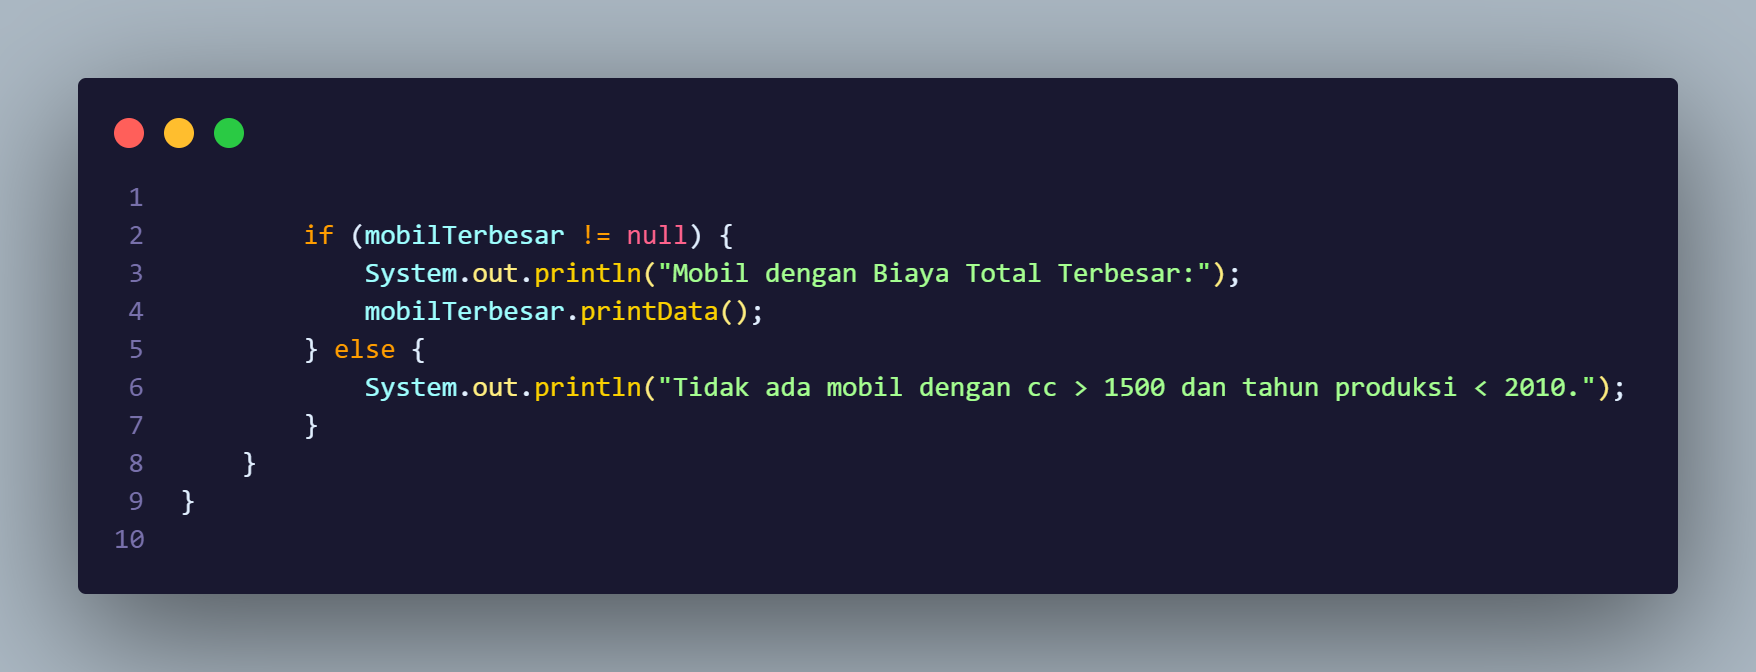 1
2 if (mobilTerbesar != null) {
3 System.out.println("Mobil dengan Biaya Total Terbesar:");
4 mobilTerbesar.printData();
5 } else {
6 System.out.println("Tidak ada mobil dengan cc > 1500 dan tahun produksi < 2010.");
7 }
8 }
9 }
10